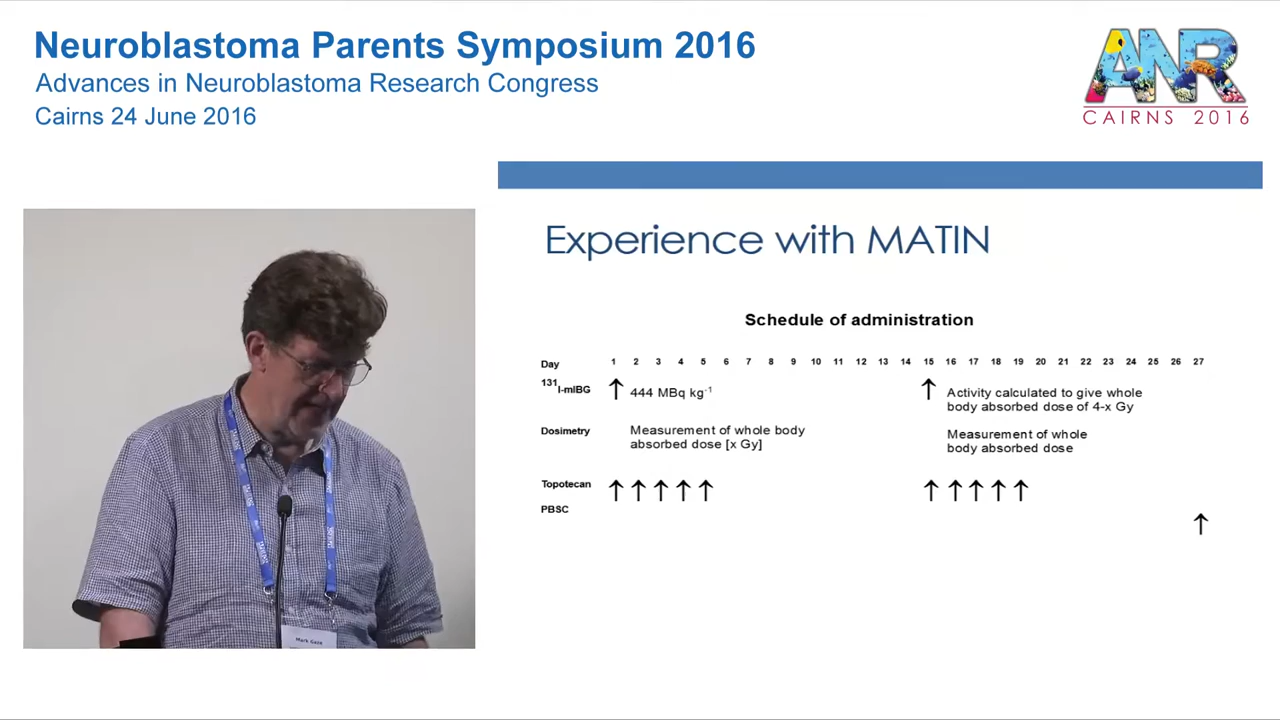 Neuroblastoma Parents Symposium 2016
Advances in Neuroblastoma Research Congress
Cairns 24 June 2016
ANR
CAIRNS 2016
Experience with MATIN
Schedule of administration
Day 1 2 3 4 5 6 7 8 9 10 11 12 13 14 15 16 17 18 19 20 21 22 23 24 25 26 27
131I-mIBG ↑ 444 MBq kg-1 ↑ Activity calculated to give whole
body absorbed dose of 4-x Gy
Dosimetry Measurement of whole body
absorbed dose [x Gy]
Measurement of whole
body absorbed dose
Topotecan ↑ ↑ ↑ ↑ ↑ ↑ ↑ ↑ ↑ ↑
PBSC ↑
Mark Gaze